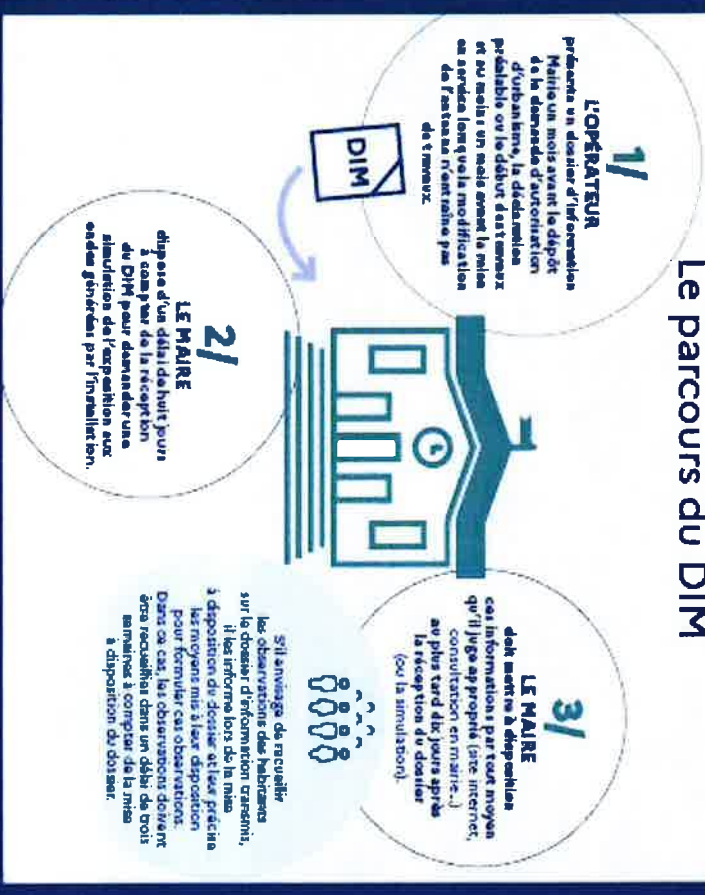 Le parcours du DIM
1/
L'OPÉRATEUR
présente un dossier d'information
Mairie un mois avant le dépôt
de la demande d'autorisation
d'urbanisme, la déclaration
préalable ou le début des travaux
et au moins un mois avant la mise
en service lorsque la modification
de l'antenne n'entraîne pas
de travaux.
DIM
2/
LE MAIRE
dispose d'un délai de huit jours
à compter de la réception
du DIM pour demander une
simulation de l'exposition aux
ondes générées par l'installation.
3/
LE MAIRE
doit mettre à disposition
ces informations par tout moyen
qu'il juge approprié (site internet,
consultation en mairie...)
au plus tard dix jours après
la réception du dossier
(ou la simulation).
S'il envisage de recueillir
les observations des habitants
sur le dossier d'information transmis,
il les informe lors de la mise
à disposition du dossier et leur précise
les moyens mis à leur disposition
pour formuler ces observations.
Dans ce cas, les observations doivent
être recueillies dans un délai de trois
semaines à compter de la mise
à disposition du dossier.